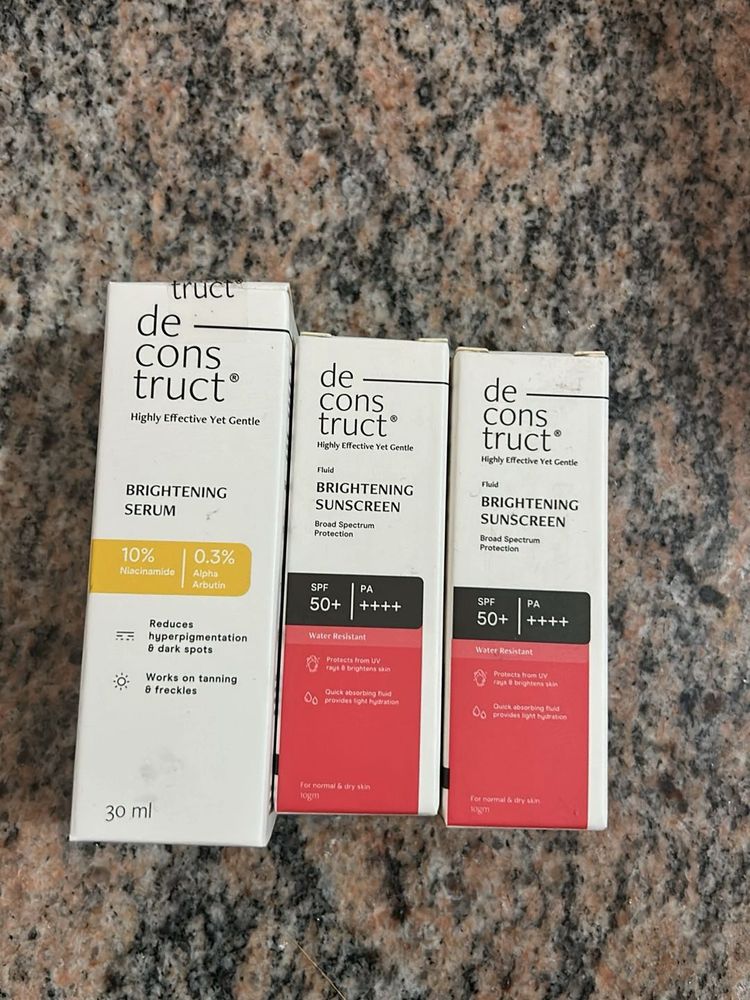 truct®
de
cons
truct®
Highly Effective Yet Gentle
BRIGHTENING
SERUM
10%
Niacinamide
0.3%
Alpha
Arbutin
Reduces
hyperpigmentation
& dark spots
Works on tanning
& freckles
30 ml
de
cons
truct®
Highly Effective Yet Gentle
Fluid
BRIGHTENING
SUNSCREEN
Broad Spectrum
Protection
SPF
50+
PA
++++
Water Resistant
Protects from UV
rays & brightens skin
Quick absorbing fluid
provides light hydration
For normal & dry skin
10gm
de
cons
truct®
Highly Effective Yet Gentle
Fluid
BRIGHTENING
SUNSCREEN
Broad Spectrum
Protection
SPF
50+
PA
++++
Water Resistant
Protects from UV
rays & brightens skin
Quick absorbing fluid
provides light hydration
For normal & dry skin
10gm